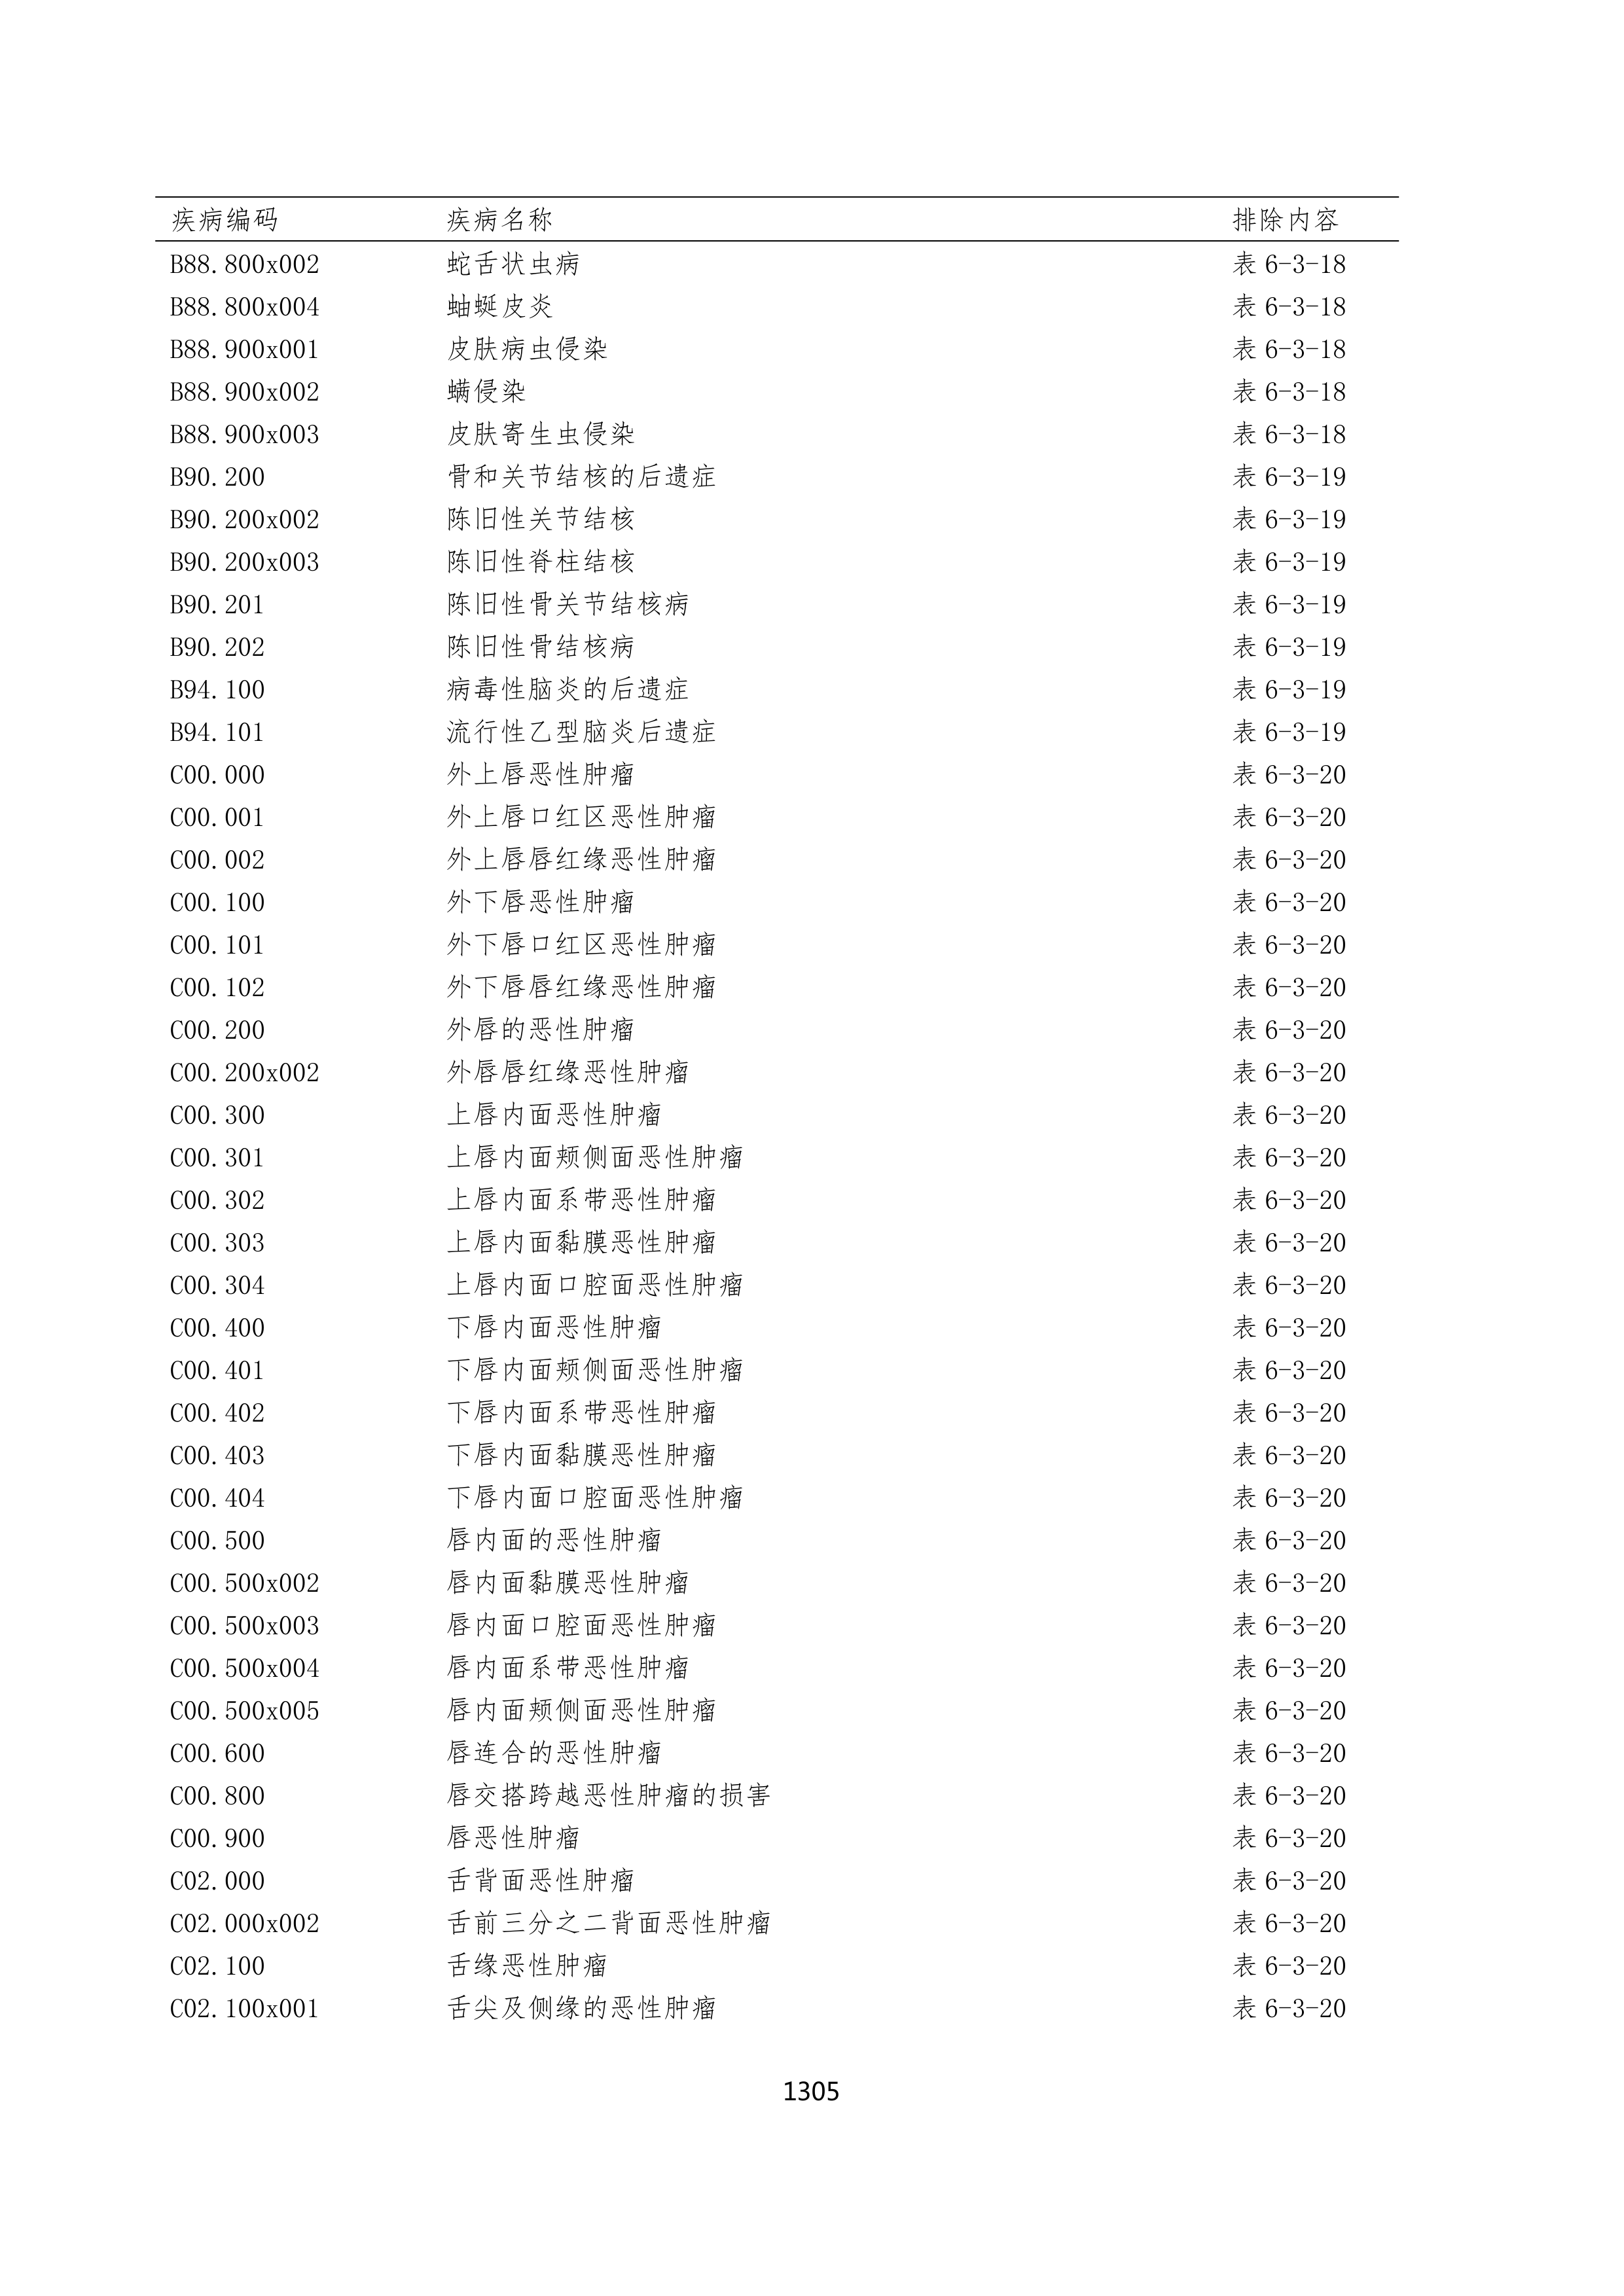 疾病编码 疾病名称 排除内容
B88.800x002 蛇舌状虫病 表 6-3-18
B88.800x004 蚰蜒皮炎 表 6-3-18
B88.900x001 皮肤病虫侵染 表 6-3-18
B88.900x002 螨侵染 表 6-3-18
B88.900x003 皮肤寄生虫侵染 表 6-3-18
B90.200 骨和关节结核的后遗症 表 6-3-19
B90.200x002 陈旧性关节结核 表 6-3-19
B90.200x003 陈旧性脊柱结核 表 6-3-19
B90.201 陈旧性骨关节结核病 表 6-3-19
B90.202 陈旧性骨结核病 表 6-3-19
B94.100 病毒性脑炎的后遗症 表 6-3-19
B94.101 流行性乙型脑炎后遗症 表 6-3-19
C00.000 外上唇恶性肿瘤 表 6-3-20
C00.001 外上唇口红区恶性肿瘤 表 6-3-20
C00.002 外上唇唇红缘恶性肿瘤 表 6-3-20
C00.100 外下唇恶性肿瘤 表 6-3-20
C00.101 外下唇口红区恶性肿瘤 表 6-3-20
C00.102 外下唇唇红缘恶性肿瘤 表 6-3-20
C00.200 外唇的恶性肿瘤 表 6-3-20
C00.200x002 外唇唇红缘恶性肿瘤 表 6-3-20
C00.300 上唇内面恶性肿瘤 表 6-3-20
C00.301 上唇内面颊侧面恶性肿瘤 表 6-3-20
C00.302 上唇内面系带恶性肿瘤 表 6-3-20
C00.303 上唇内面黏膜恶性肿瘤 表 6-3-20
C00.304 上唇内面口腔面恶性肿瘤 表 6-3-20
C00.400 下唇内面恶性肿瘤 表 6-3-20
C00.401 下唇内面颊侧面恶性肿瘤 表 6-3-20
C00.402 下唇内面系带恶性肿瘤 表 6-3-20
C00.403 下唇内面黏膜恶性肿瘤 表 6-3-20
C00.404 下唇内面口腔面恶性肿瘤 表 6-3-20
C00.500 唇内面的恶性肿瘤 表 6-3-20
C00.500x002 唇内面黏膜恶性肿瘤 表 6-3-20
C00.500x003 唇内面口腔面恶性肿瘤 表 6-3-20
C00.500x004 唇内面系带恶性肿瘤 表 6-3-20
C00.500x005 唇内面颊侧面恶性肿瘤 表 6-3-20
C00.600 唇连合的恶性肿瘤 表 6-3-20
C00.800 唇交搭跨越恶性肿瘤的损害 表 6-3-20
C00.900 唇恶性肿瘤 表 6-3-20
C02.000 舌背面恶性肿瘤 表 6-3-20
C02.000x002 舌前三分之二背面恶性肿瘤 表 6-3-20
C02.100 舌缘恶性肿瘤 表 6-3-20
C02.100x001 舌尖及侧缘的恶性肿瘤 表 6-3-20
1305